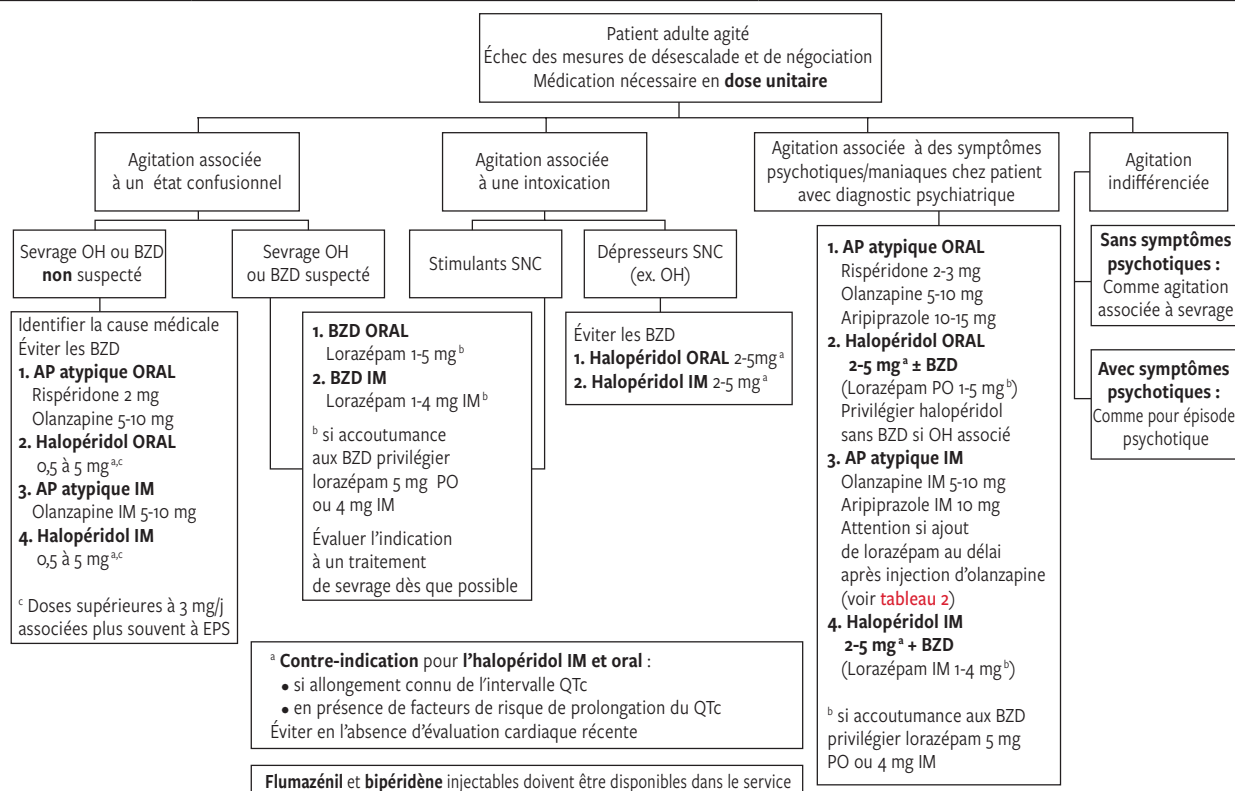 Patient adulte agité
Échec des mesures de désescalade et de négociation
Médication nécessaire en dose unitaire
Agitation associée
à un état confusionnel
Agitation associée
à une intoxication
Agitation associée à des symptômes
psychotiques/maniaques chez patient
avec diagnostic psychiatrique
Agitation
indifférenciée
Sevrage OH ou BZD
non suspecté
Sevrage OH
ou BZD suspecté
Stimulants SNC
Dépresseurs SNC
(ex. OH)
Identifier la cause médicale
Éviter les BZD
1. AP atypique ORAL
Rispéridone 2 mg
Olanzapine 5-10 mg
2. Halopéridol ORAL
0,5 à 5 mg a,c
3. AP atypique IM
Olanzapine IM 5-10 mg
4. Halopéridol IM
0,5 à 5 mg a,c
c Doses supérieures à 3 mg/j
associées plus souvent à EPS
1. BZD ORAL
Lorazépam 1-5 mg b
2. BZD IM
Lorazépam 1-4 mg IM b
b si accoutumance
aux BZD privilégier
lorazépam 5 mg PO
ou 4 mg IM
Évaluer l'indication
à un traitement
de sevrage dès que possible
Éviter les BZD
1. Halopéridol ORAL 2-5mg a
2. Halopéridol IM 2-5 mg a
1. AP atypique ORAL
Rispéridone 2-3 mg
Olanzapine 5-10 mg
Aripiprazole 10-15 mg
2. Halopéridol ORAL
2-5 mg a ± BZD
(Lorazépam PO 1-5 mg b)
Privilégier halopéridol
sans BZD si OH associé
3. AP atypique IM
Olanzapine IM 5-10 mg
Aripiprazole IM 10 mg
Attention si ajout
de lorazépam au délai
après injection d'olanzapine
(voir tableau 2)
4. Halopéridol IM
2-5 mg a + BZD
(Lorazépam IM 1-4 mg b)
b si accoutumance aux BZD
privilégier lorazépam 5 mg
PO ou 4 mg IM
Sans symptômes
psychotiques :
Comme agitation
associée à sevrage
Avec symptômes
psychotiques :
Comme pour épisode
psychotique
a Contre-indication pour l'halopéridol IM et oral :
• si allongement connu de l'intervalle QTc
• en présence de facteurs de risque de prolongation du QTc
Éviter en l'absence d'évaluation cardiaque récente
Flumazénil et bipéridène injectables doivent être disponibles dans le service